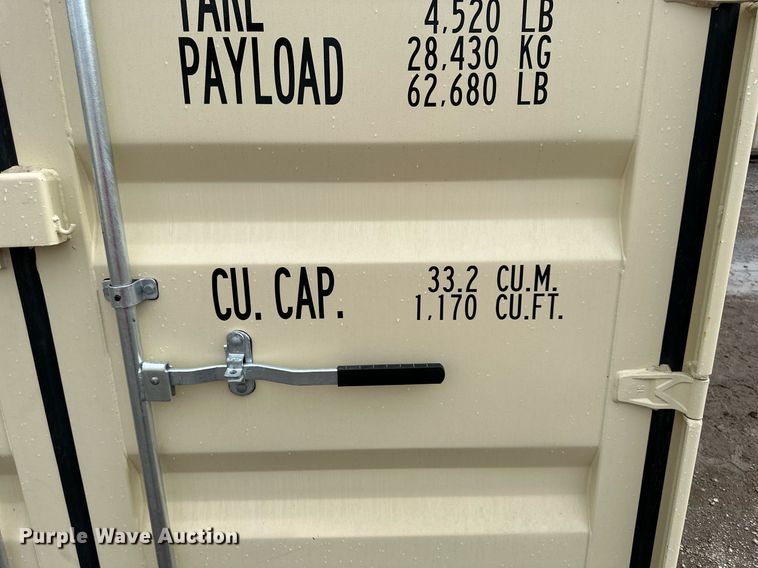 TARE 4,520 LB
PAYLOAD 28,430 KG
62,680 LB
CU. CAP. 33.2 CU.M.
1,170 CU.FT.
Purple Wave Auction